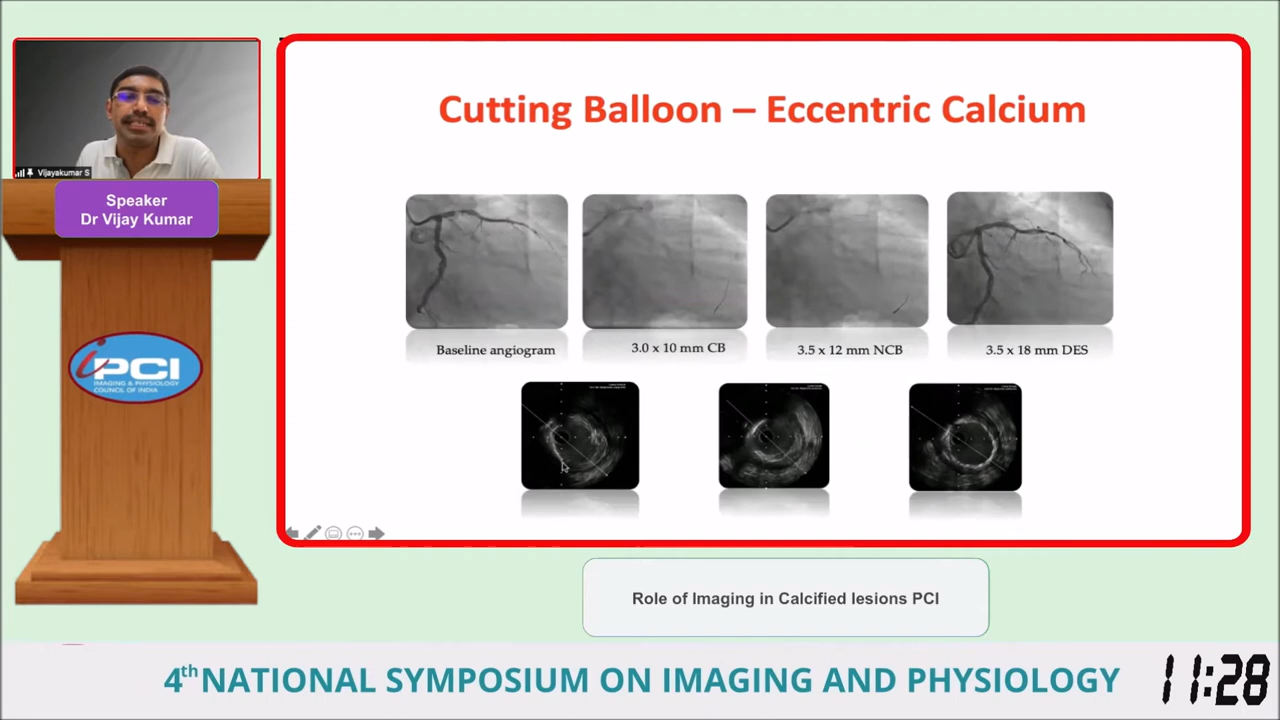 Vijayakumar S
Speaker
Dr Vijay Kumar
iPCI
IMAGING & PHYSIOLOGY
COUNCIL OF INDIA
Cutting Balloon – Eccentric Calcium
Baseline angiogram
3.0 x 10 mm CB
3.5 x 12 mm NCB
3.5 x 18 mm DES
Role of Imaging in Calcified lesions PCI
4th NATIONAL SYMPOSIUM ON IMAGING AND PHYSIOLOGY
11:28